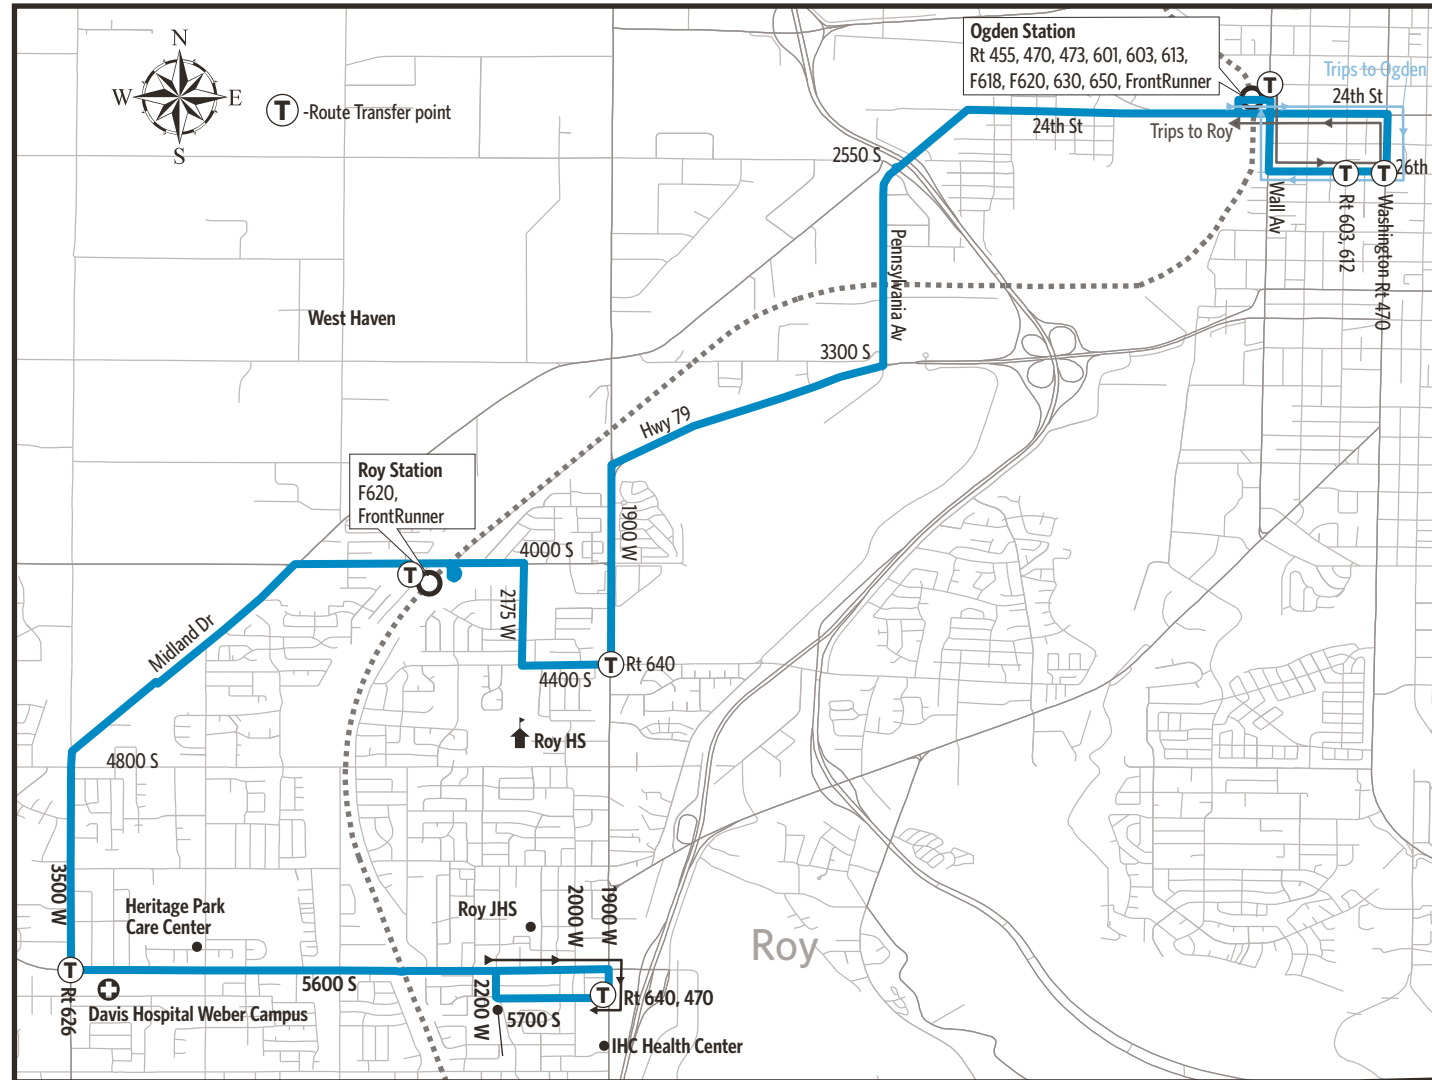 N
W
E
S
T
-Route Transfer point
Ogden Station
Rt 455, 470, 473, 601, 603, 613,
F618, F620, 630, 650, FrontRunner
T
Trips to Ogden
24th St
24th St
Trips to Roy
2550 S
T
T
26th
Wall Av
Rt 603, 612
Washington Rt 470
Pennsylvania Av
West Haven
3300 S
Hwy 79
Roy Station
F620,
FrontRunner
1900 W
4000 S
T
2175 W
Midland Dr
T
Rt 640
4400 S
Roy HS
4800 S
3500 W
Heritage Park
Care Center
Roy JHS
2000 W
1900 W
Roy
T
5600 S
2200 W
T
Rt 640, 470
Rt 626
Davis Hospital Weber Campus
5700 S
IHC Health Center